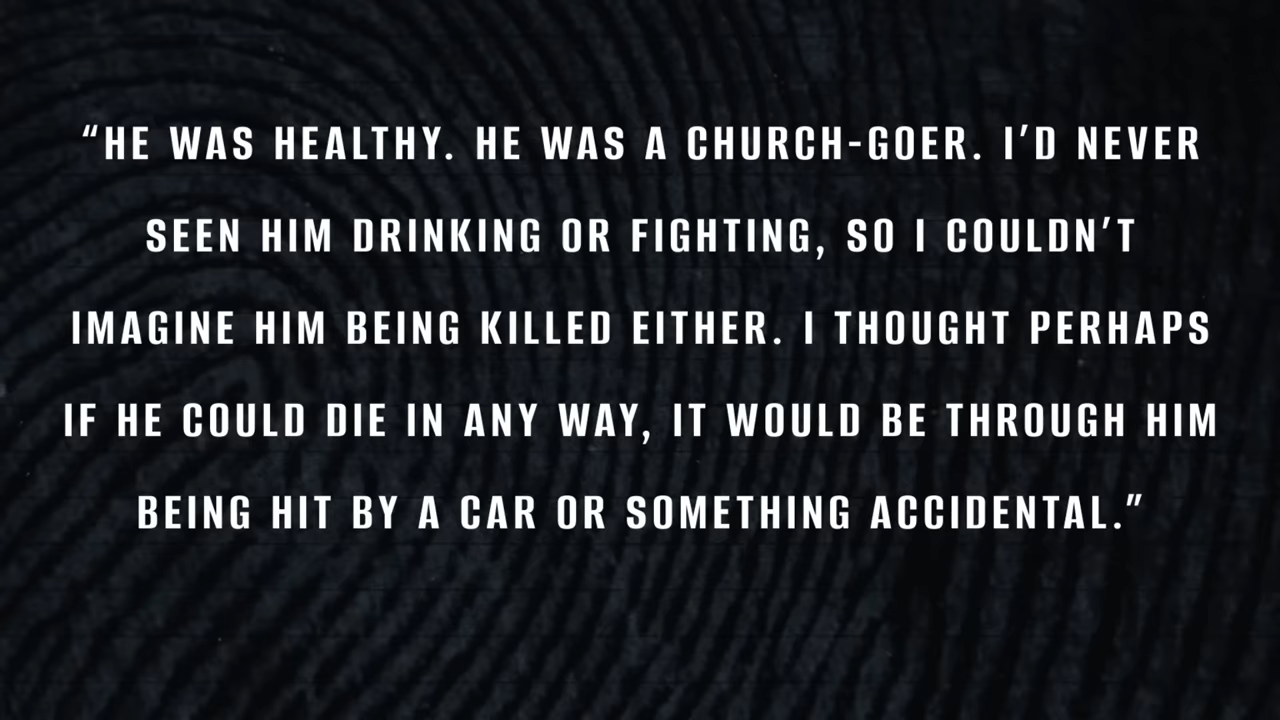 “HE WAS HEALTHY. HE WAS A CHURCH-GOER. I’D NEVER
SEEN HIM DRINKING OR FIGHTING, SO I COULDN’T
IMAGINE HIM BEING KILLED EITHER. I THOUGHT PERHAPS
IF HE COULD DIE IN ANY WAY, IT WOULD BE THROUGH HIM
BEING HIT BY A CAR OR SOMETHING ACCIDENTAL.”